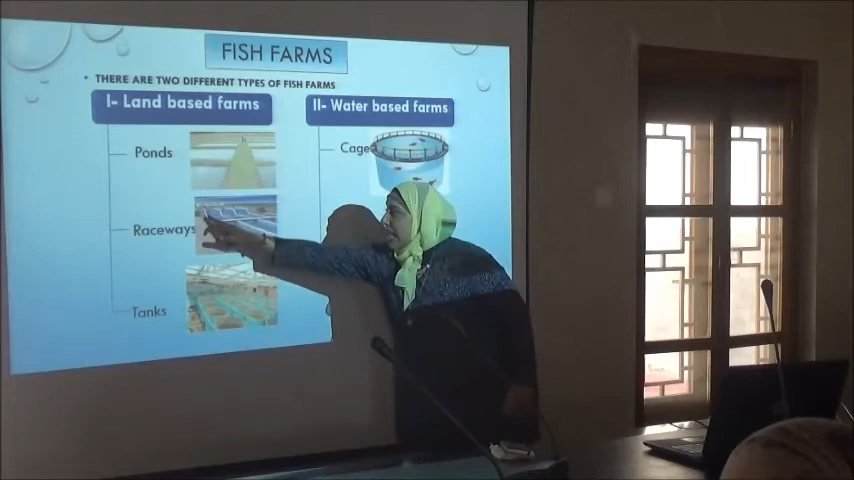 FISH FARMS
• THERE ARE TWO DIFFERENT TYPES OF FISH FARMS
I- Land based farms
II- Water based farms
Ponds
Cage
Raceways
Tanks